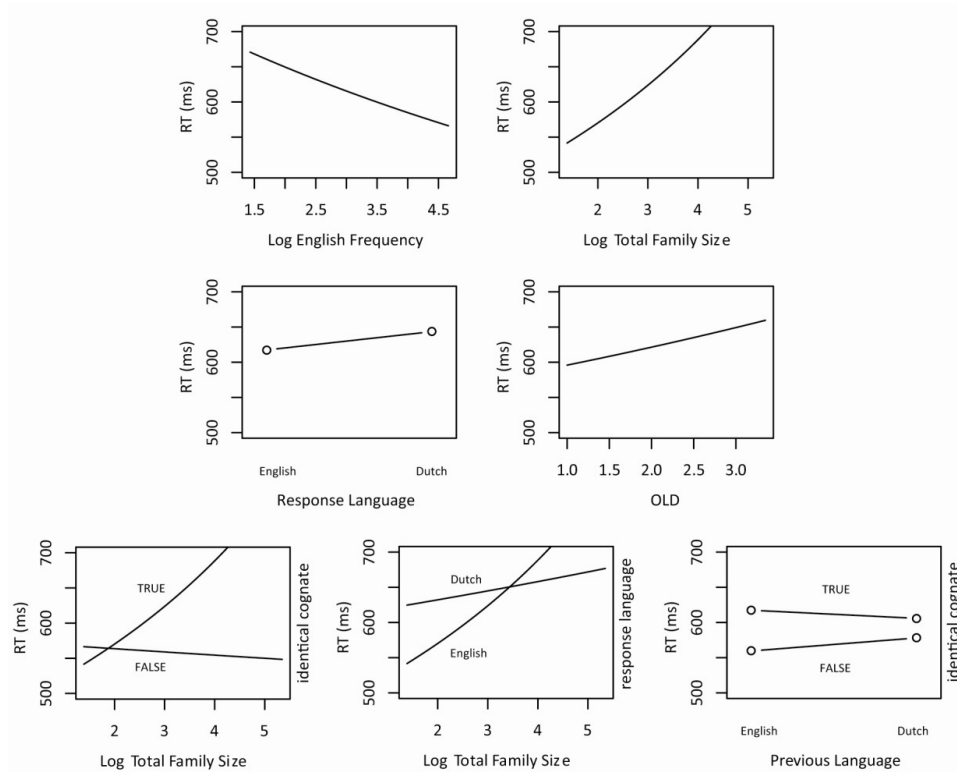 700
600
500
RT (ms)
1.5 2.5 3.5 4.5
Log English Frequency
700
600
500
RT (ms)
2 3 4 5
Log Total Family Size
700
600
500
RT (ms)
English Dutch
Response Language
700
600
500
RT (ms)
1.0 1.5 2.0 2.5 3.0
OLD
700
600
500
RT (ms)
TRUE
FALSE
identical cognate
2 3 4 5
Log Total Family Size
700
600
500
RT (ms)
Dutch
English
response language
2 3 4 5
Log Total Family Size
700
600
500
RT (ms)
TRUE
FALSE
identical cognate
English Dutch
Previous Language